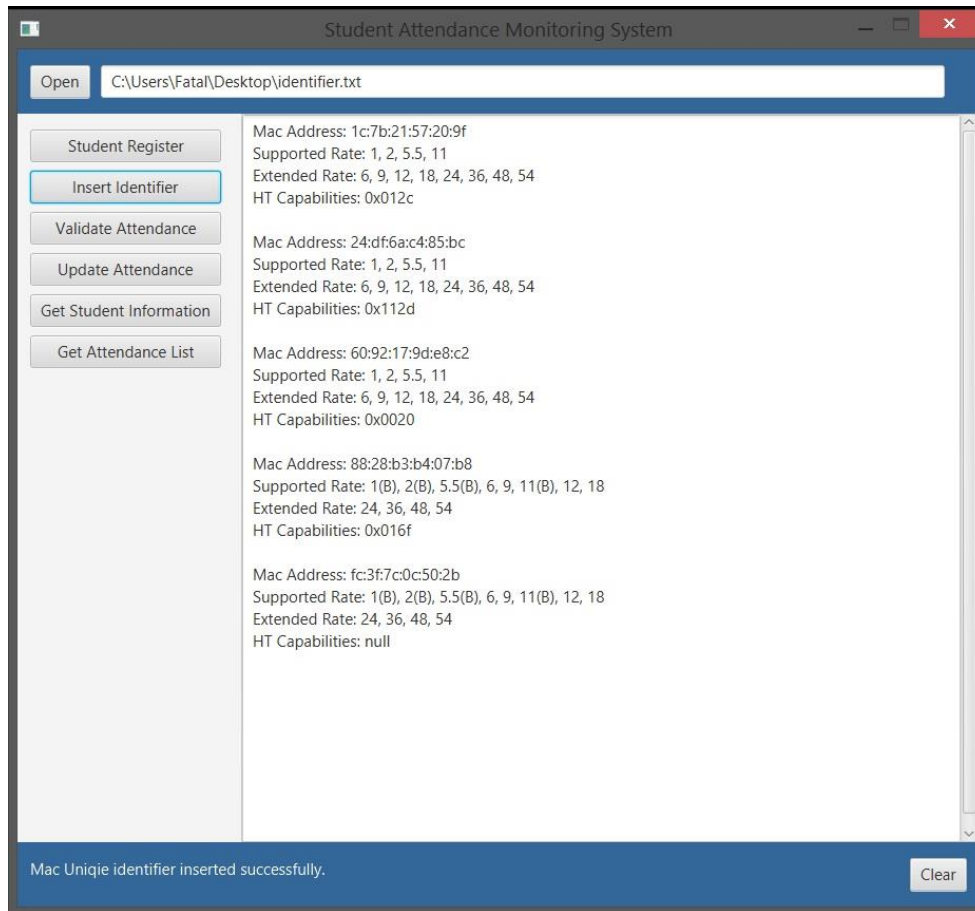 Student Attendance Monitoring System
Open
C:\Users\Fatal\Desktop\identifier.txt
Student Register
Insert Identifier
Validate Attendance
Update Attendance
Get Student Information
Get Attendance List
Mac Address: 1c:7b:21:57:20:9f
Supported Rate: 1, 2, 5.5, 11
Extended Rate: 6, 9, 12, 18, 24, 36, 48, 54
HT Capabilities: 0x012c
Mac Address: 24:df:6a:c4:85:bc
Supported Rate: 1, 2, 5.5, 11
Extended Rate: 6, 9, 12, 18, 24, 36, 48, 54
HT Capabilities: 0x112d
Mac Address: 60:92:17:9d:e8:c2
Supported Rate: 1, 2, 5.5, 11
Extended Rate: 6, 9, 12, 18, 24, 36, 48, 54
HT Capabilities: 0x0020
Mac Address: 88:28:b3:b4:07:b8
Supported Rate: 1(B), 2(B), 5.5(B), 6, 9, 11(B), 12, 18
Extended Rate: 24, 36, 48, 54
HT Capabilities: 0x016f
Mac Address: fc:3f:7c:0c:50:2b
Supported Rate: 1(B), 2(B), 5.5(B), 6, 9, 11(B), 12, 18
Extended Rate: 24, 36, 48, 54
HT Capabilities: null
Mac Uniqie identifier inserted successfully.
Clear